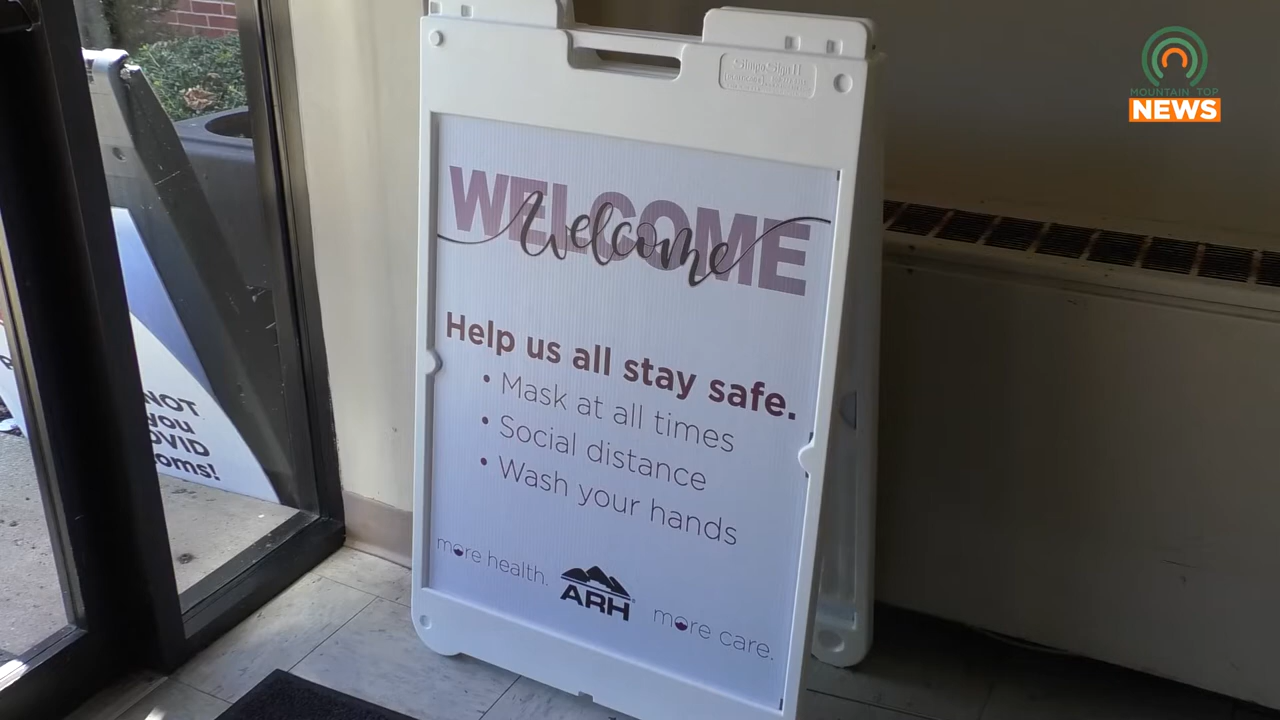 MOUNTAIN TOP
NEWS
WELCOME
Welcome
Help us all stay safe.
• Mask at all times
• Social distance
• Wash your hands
more health.
ARH
more care.
NOT
you
OVID
oms!